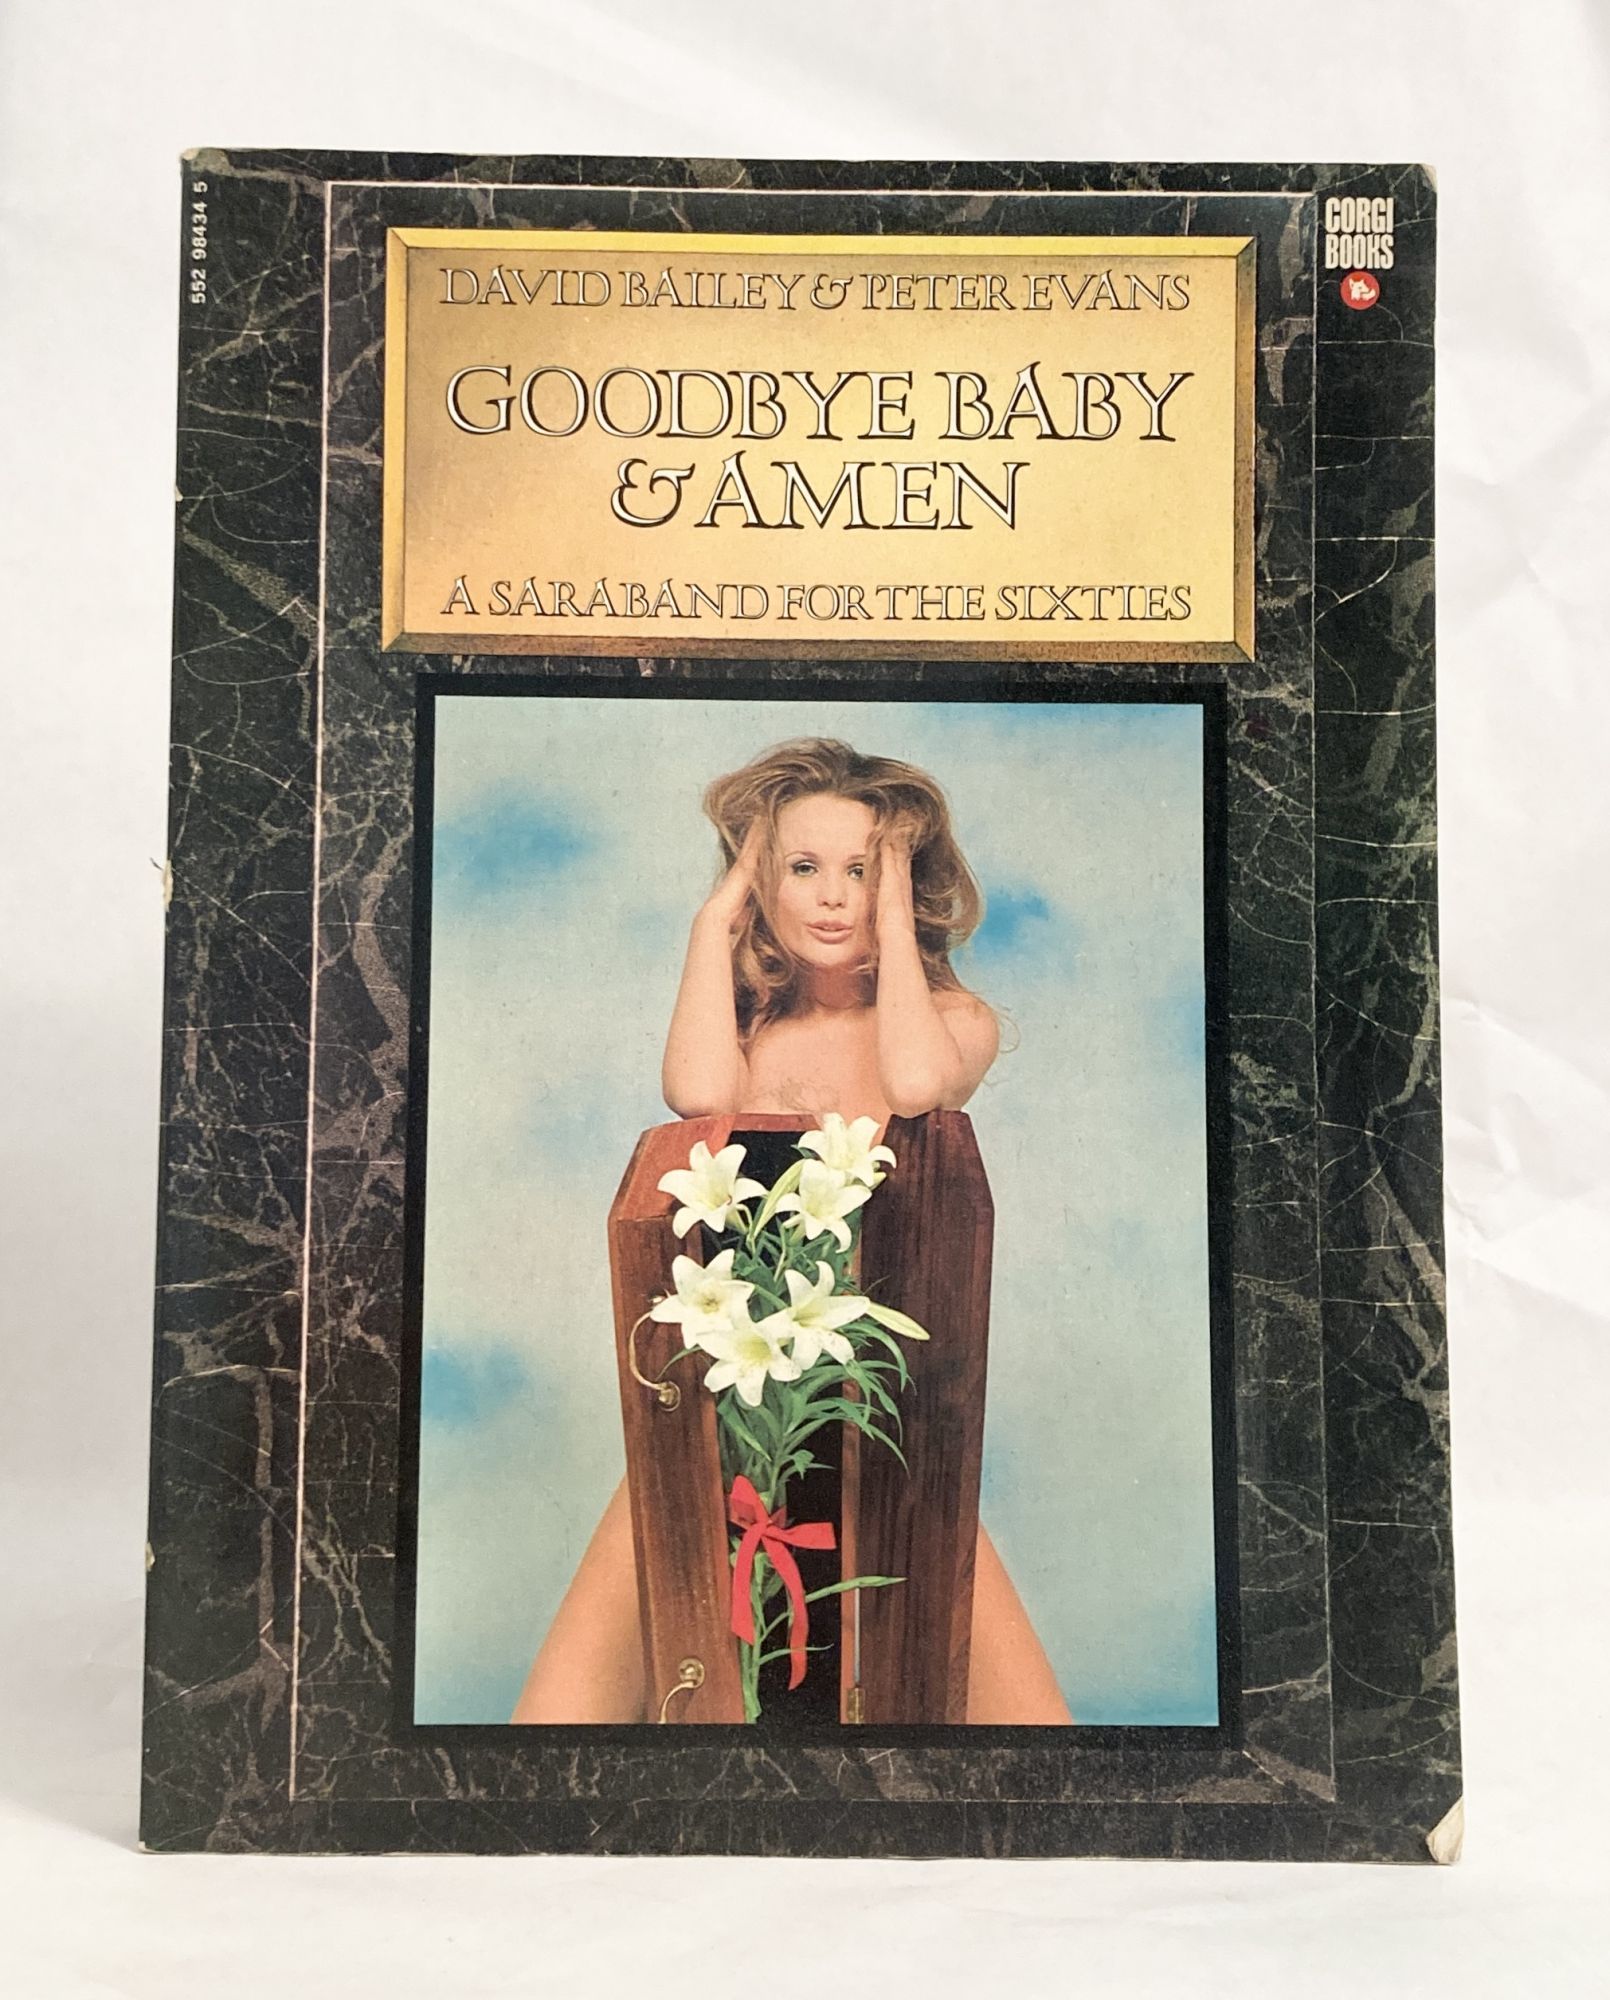 552 98434 5
CORGI
BOOKS
DAVID BAILEY & PETER EVANS
GOODBYE BABY
& AMEN
A SARABAND FOR THE SIXTIES